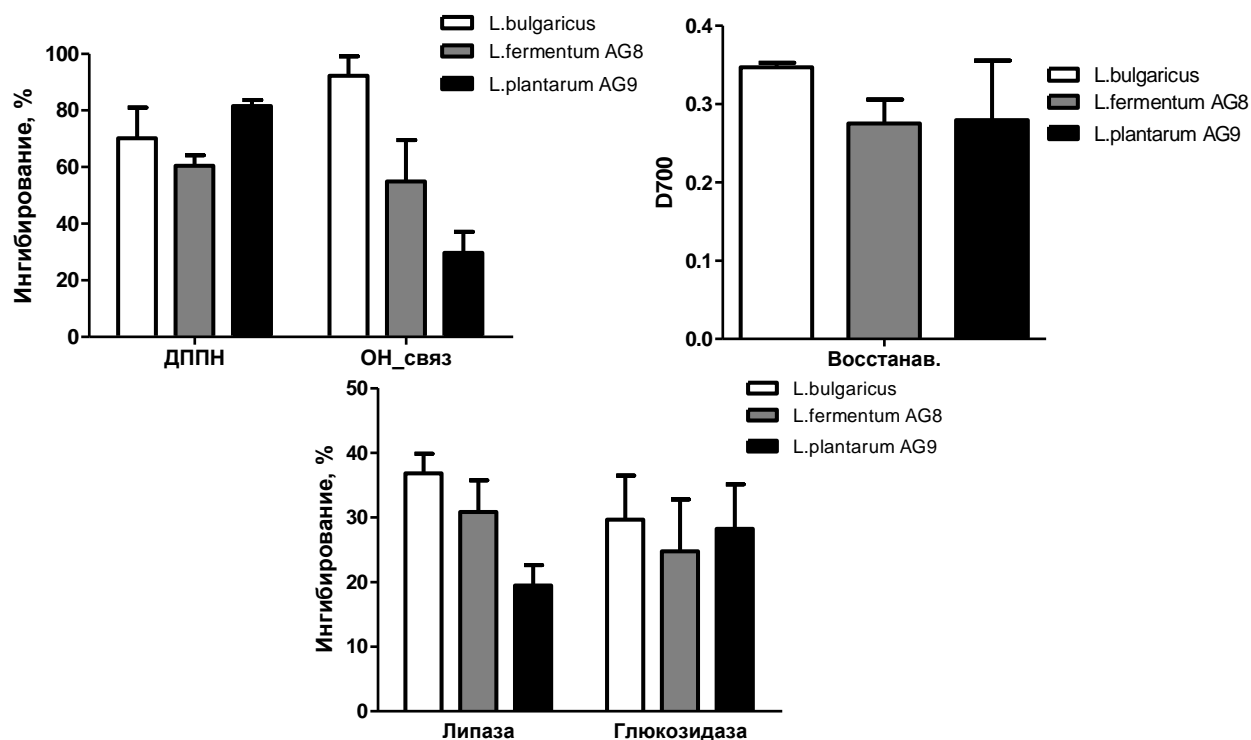 L.bulgaricus
L.fermentum AG8
L.plantarum AG9
Ингибирование, %
100
80
60
40
20
0
ДППН
ОН_связ
L.bulgaricus
L.fermentum AG8
L.plantarum AG9
D700
0.4
0.3
0.2
0.1
0.0
Восстанав.
L.bulgaricus
L.fermentum AG8
L.plantarum AG9
Ингибирование, %
50
40
30
20
10
0
Липаза
Глюкозидаза